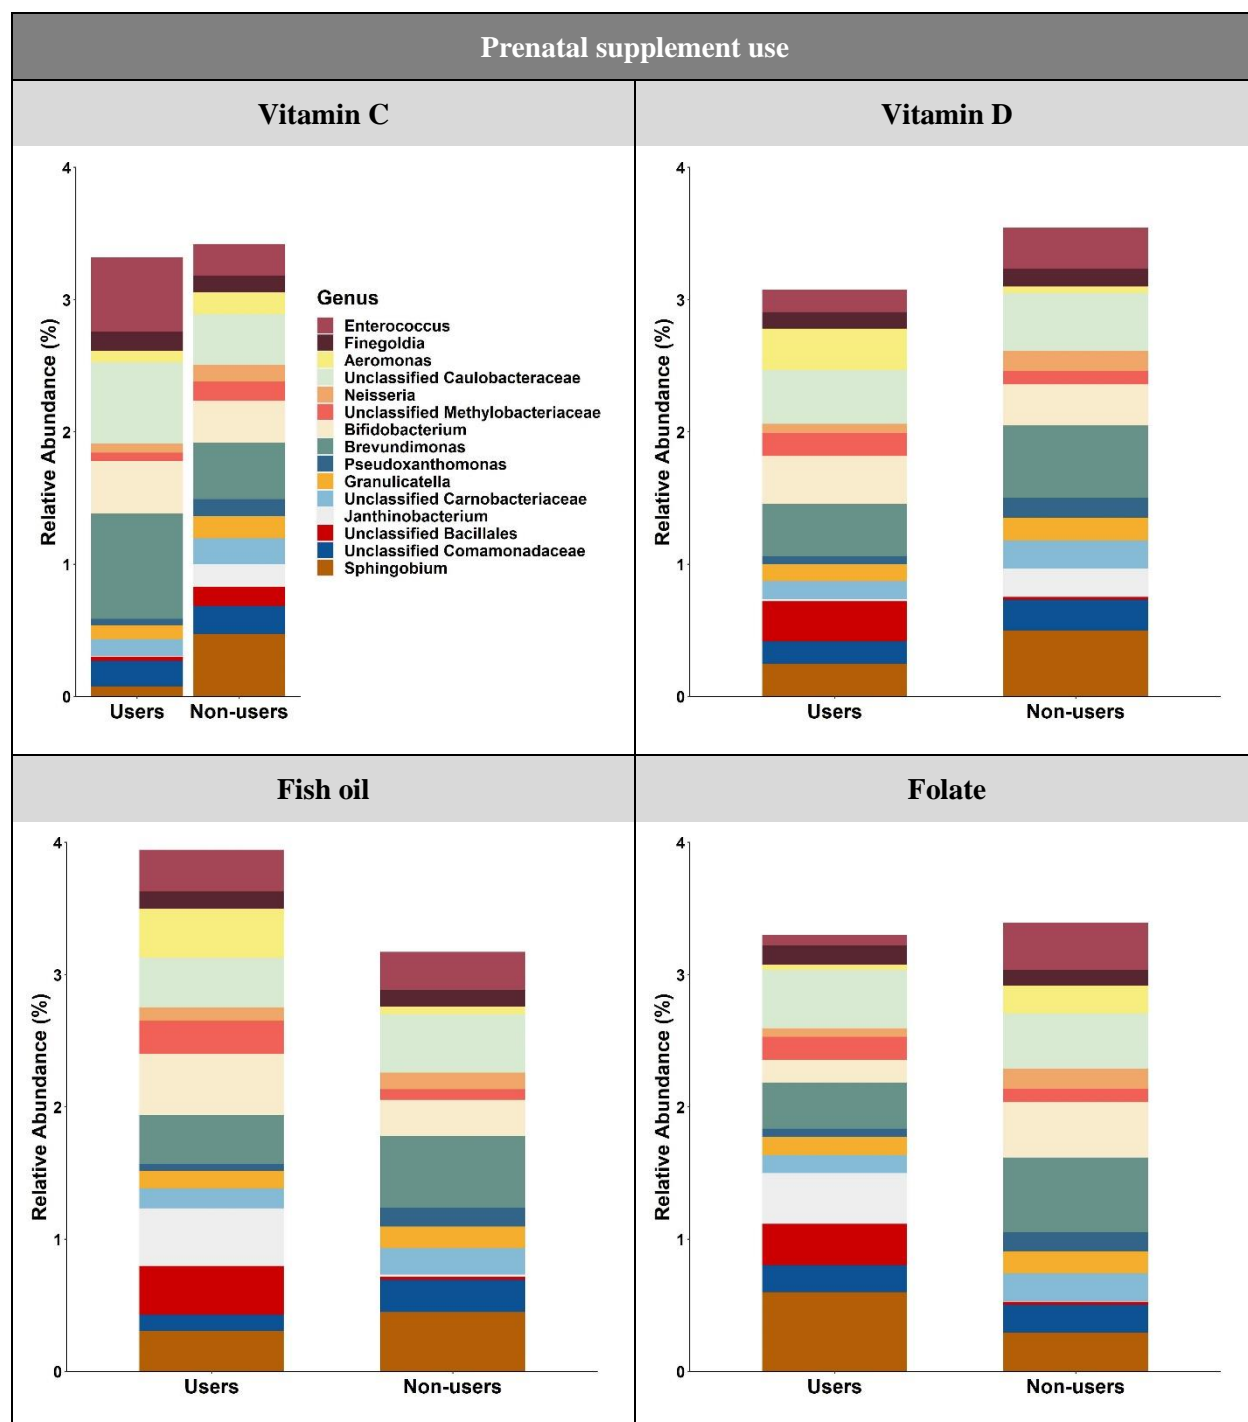 Prenatal supplement use
Vitamin C
Vitamin D
4
3
2
1
0
Relative Abundance (%)
Users
Non-users
Genus
Enterococcus
Finegoldia
Aeromonas
Unclassified Caulobacteraceae
Neisseria
Unclassified Methylobacteriaceae
Bifidobacterium
Brevundimonas
Pseudoxanthomonas
Granulicatella
Unclassified Carnobacteriaceae
Janthinobacterium
Unclassified Bacillales
Unclassified Comamonadaceae
Sphingobium
4
3
2
1
0
Relative Abundance (%)
Users
Non-users
Fish oil
Folate
4
3
2
1
0
Relative Abundance (%)
Users
Non-users
4
3
2
1
0
Relative Abundance (%)
Users
Non-users